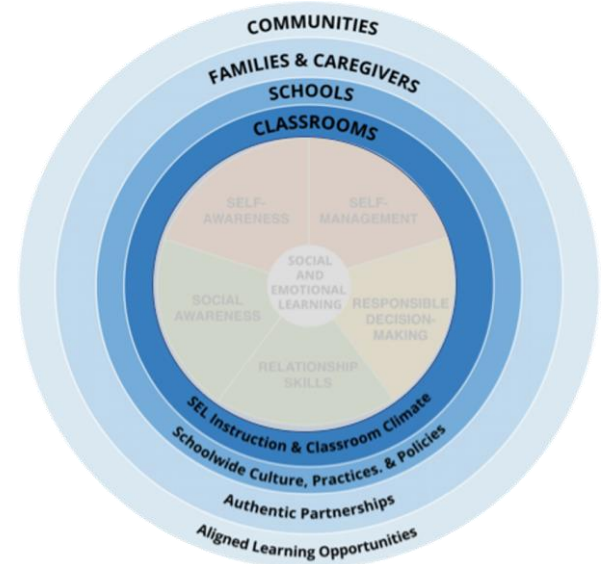 COMMUNITIES
FAMILIES & CAREGIVERS
SCHOOLS
CLASSROOMS
SELF-
AWARENESS
SELF-
MANAGEMENT
SOCIAL
AND
EMOTIONAL
LEARNING
SOCIAL
AWARENESS
RESPONSIBLE
DECISION-
MAKING
RELATIONSHIP
SKILLS
SEL Instruction & Classroom Climate
Schoolwide Culture, Practices. & Policies
Authentic Partnerships
Aligned Learning Opportunities